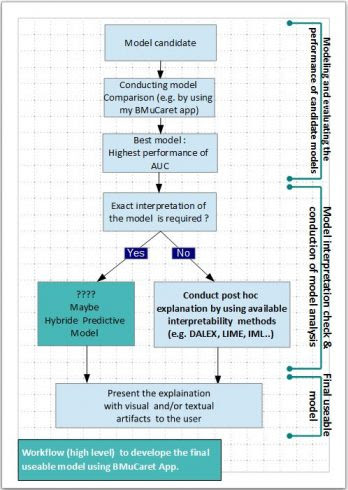 Model candidate
Conducting model
Comparison (e.g. by using
my BMuCaret app)
Best model :
Highest performance of
AUC
Exact interpretation of
the model is required ?
Yes
No
????
Maybe
Hybride Predictive
Model
Conduct post hoc
explanation by using available
interpretability methods
(e.g. DALEX, LIME, IML..)
Present the explaination
with visual and/or textual
artifacts to the user
Workflow (high level) to develope the final
useable model using BMuCaret App.
Modeling and evaluating the
performance of candidate models
Model interpretation check &
conduction of model analysis
Final useable
model